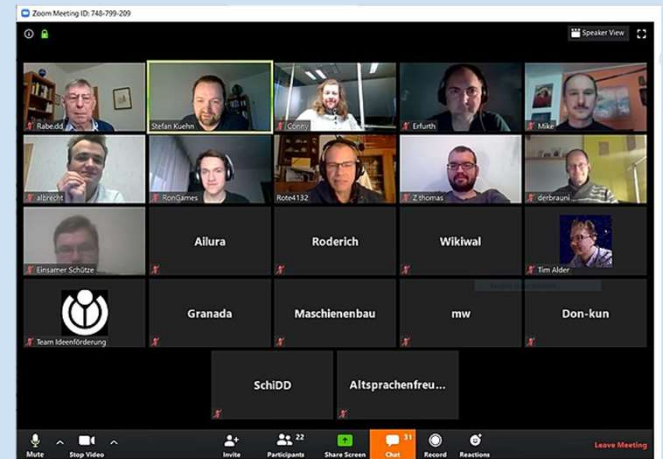 Zoom Meeting ID: 748-799-209
Speaker View
Rabe.dd
Stefan Kuehn
Conny
Erfurth
Mike
albrecht
RonGames
Rote4132
Z thomas
derbrauni
Einsamer Schütze
Ailura
Roderich
Wikiwal
Tim Alder
Team Ideenförderung
Granada
Maschienenbau
mw
Don-kun
SchiDD
Altsprachenfreu...
Mute
Stop Video
Invite
22
Participants
Share Screen
31
Chat
Record
Reactions
Leave Meeting